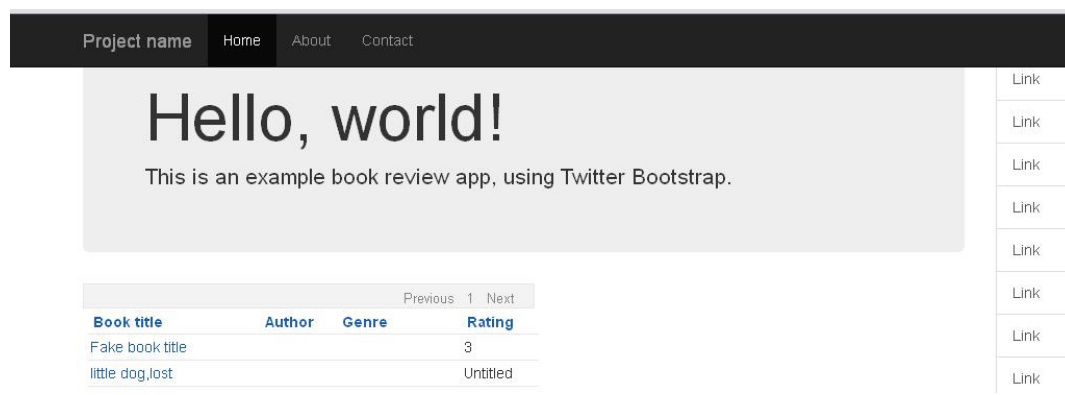 Project name Home About Contact
Hello, world!
This is an example book review app, using Twitter Bootstrap.
Previous 1 Next
Book title Author Genre Rating
Fake book title 3
little dog,lost Untitled
Link
Link
Link
Link
Link
Link
Link
Link